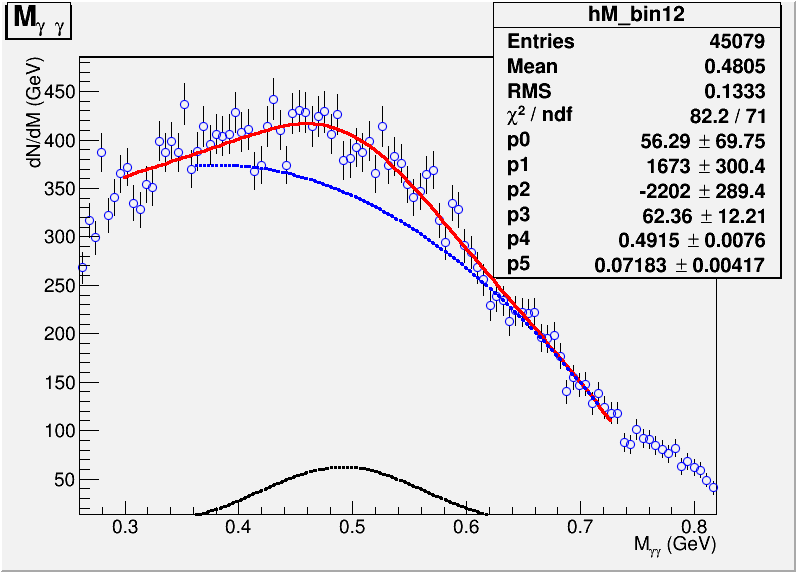 Mγ γ
hM_bin12
Entries 45079
Mean 0.4805
RMS 0.1333
χ² / ndf 82.2 / 71
p0 56.29 ± 69.75
p1 1673 ± 300.4
p2 -2202 ± 289.4
p3 62.36 ± 12.21
p4 0.4915 ± 0.0076
p5 0.07183 ± 0.00417
dN/dM (GeV)
450
400
350
300
250
200
150
100
50
0.3 0.4 0.5 0.6 0.7 0.8
Mγγ (GeV)